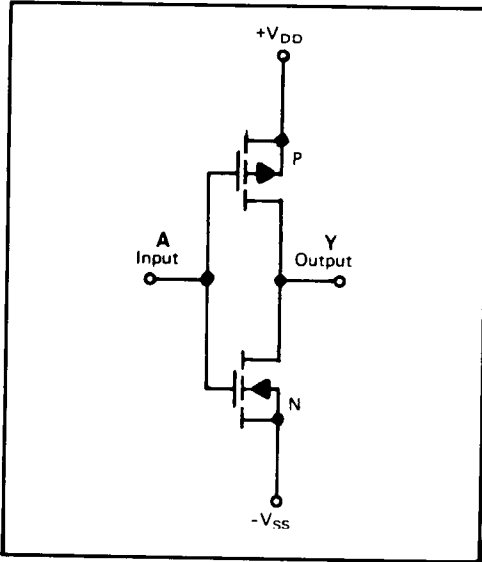 +V_DD
P
A
Input
Y
Output
N
-V_SS